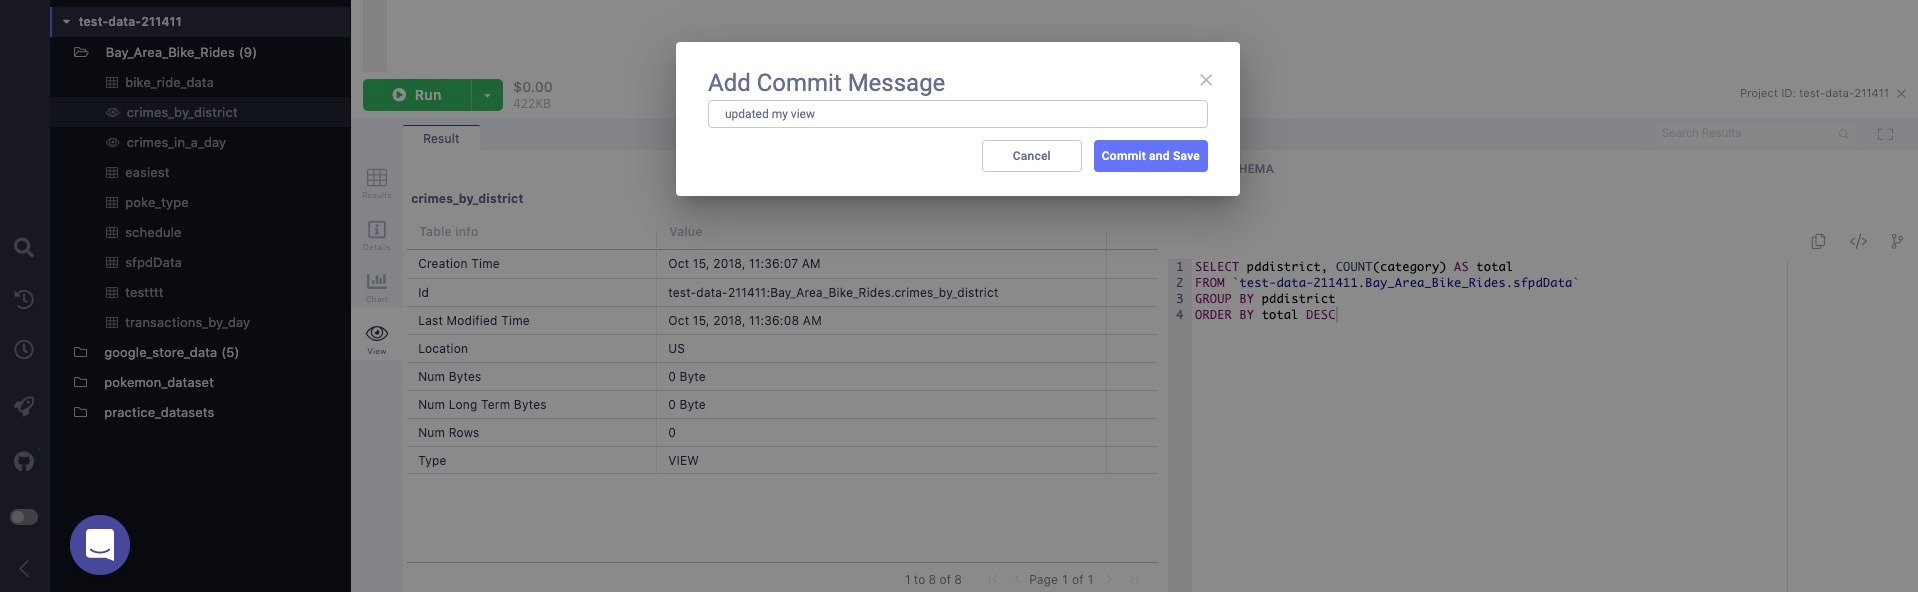 test-data-211411
Bay_Area_Bike_Rides (9)
bike_ride_data
crimes_by_district
crimes_in_a_day
easiest
poke_type
schedule
sfpdData
testttt
transactions_by_day
google_store_data (5)
pokemon_dataset
practice_datasets
Run
$0.00
422KB
Project ID: test-data-211411
Add Commit Message
updated my view
Cancel
Commit and Save
Result
Search Results
HEMA
Results
Details
Chart
View
crimes_by_district
Table info Value
Creation Time Oct 15, 2018, 11:36:07 AM
Id test-data-211411:Bay_Area_Bike_Rides.crimes_by_district
Last Modified Time Oct 15, 2018, 11:36:08 AM
Location US
Num Bytes 0 Byte
Num Long Term Bytes 0 Byte
Num Rows 0
Type VIEW
1 to 8 of 8 Page 1 of 1
1 SELECT pddistrict, COUNT(category) AS total
2 FROM `test-data-211411.Bay_Area_Bike_Rides.sfpdData`
3 GROUP BY pddistrict
4 ORDER BY total DESC